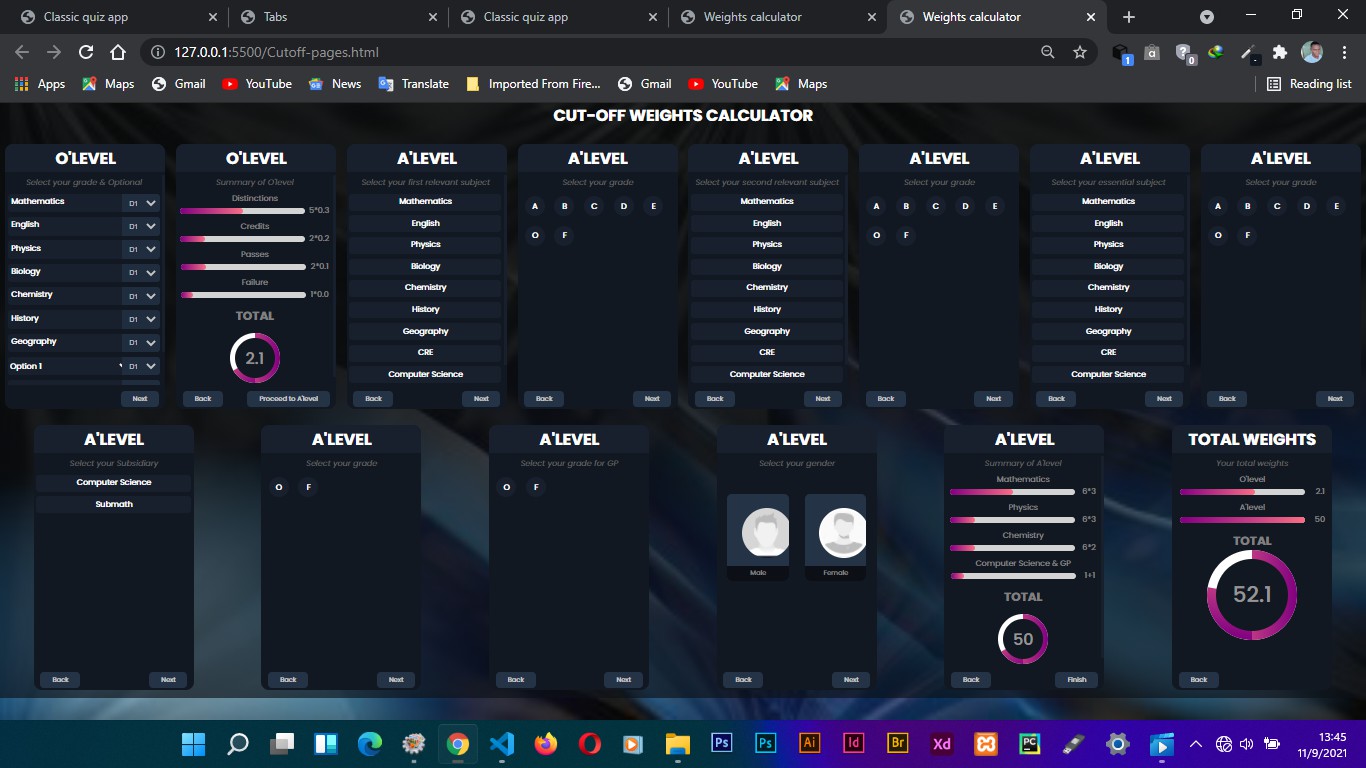 Classic quiz app
Tabs
Classic quiz app
Weights calculator
Weights calculator
127.0.0.1:5500/Cutoff-pages.html
1
0
Apps
Maps
Gmail
YouTube
News
Translate
Imported From Fire...
Gmail
YouTube
Maps
Reading list
CUT-OFF WEIGHTS CALCULATOR
O'LEVEL
Select your grade & Optional
Mathematics D1
English D1
Physics D1
Biology D1
Chemistry D1
History D1
Geography D1
Option 1 D1
Next
O'LEVEL
Summary of O'level
Distinctions
5*0.3
Credits
2*0.2
Passes
2*0.1
Failure
1*0.0
TOTAL
2.1
Back Proceed to A'level
A'LEVEL
Select your first relevant subject
Mathematics
English
Physics
Biology
Chemistry
History
Geography
CRE
Computer Science
Back Next
A'LEVEL
Select your grade
A B C D E
O F
Back Next
A'LEVEL
Select your second relevant subject
Mathematics
English
Physics
Biology
Chemistry
History
Geography
CRE
Computer Science
Back Next
A'LEVEL
Select your grade
A B C D E
O F
Back Next
A'LEVEL
Select your essential subject
Mathematics
English
Physics
Biology
Chemistry
History
Geography
CRE
Computer Science
Back Next
A'LEVEL
Select your grade
A B C D E
O F
Back Next
A'LEVEL
Select your Subsidiary
Computer Science
Submath
Back Next
A'LEVEL
Select your grade
O F
Back Next
A'LEVEL
Select your grade for GP
O F
Back Next
A'LEVEL
Select your gender
Male Female
Back Next
A'LEVEL
Summary of A'level
Mathematics
6*3
Physics
6*3
Chemistry
6*2
Computer Science & GP
1+1
TOTAL
50
Back Finish
TOTAL WEIGHTS
Your total weights
O'level
2.1
A'level
50
TOTAL
52.1
Back
Ps
Ps
Ai
Id
Br
Xd
PC
13:45
11/9/2021